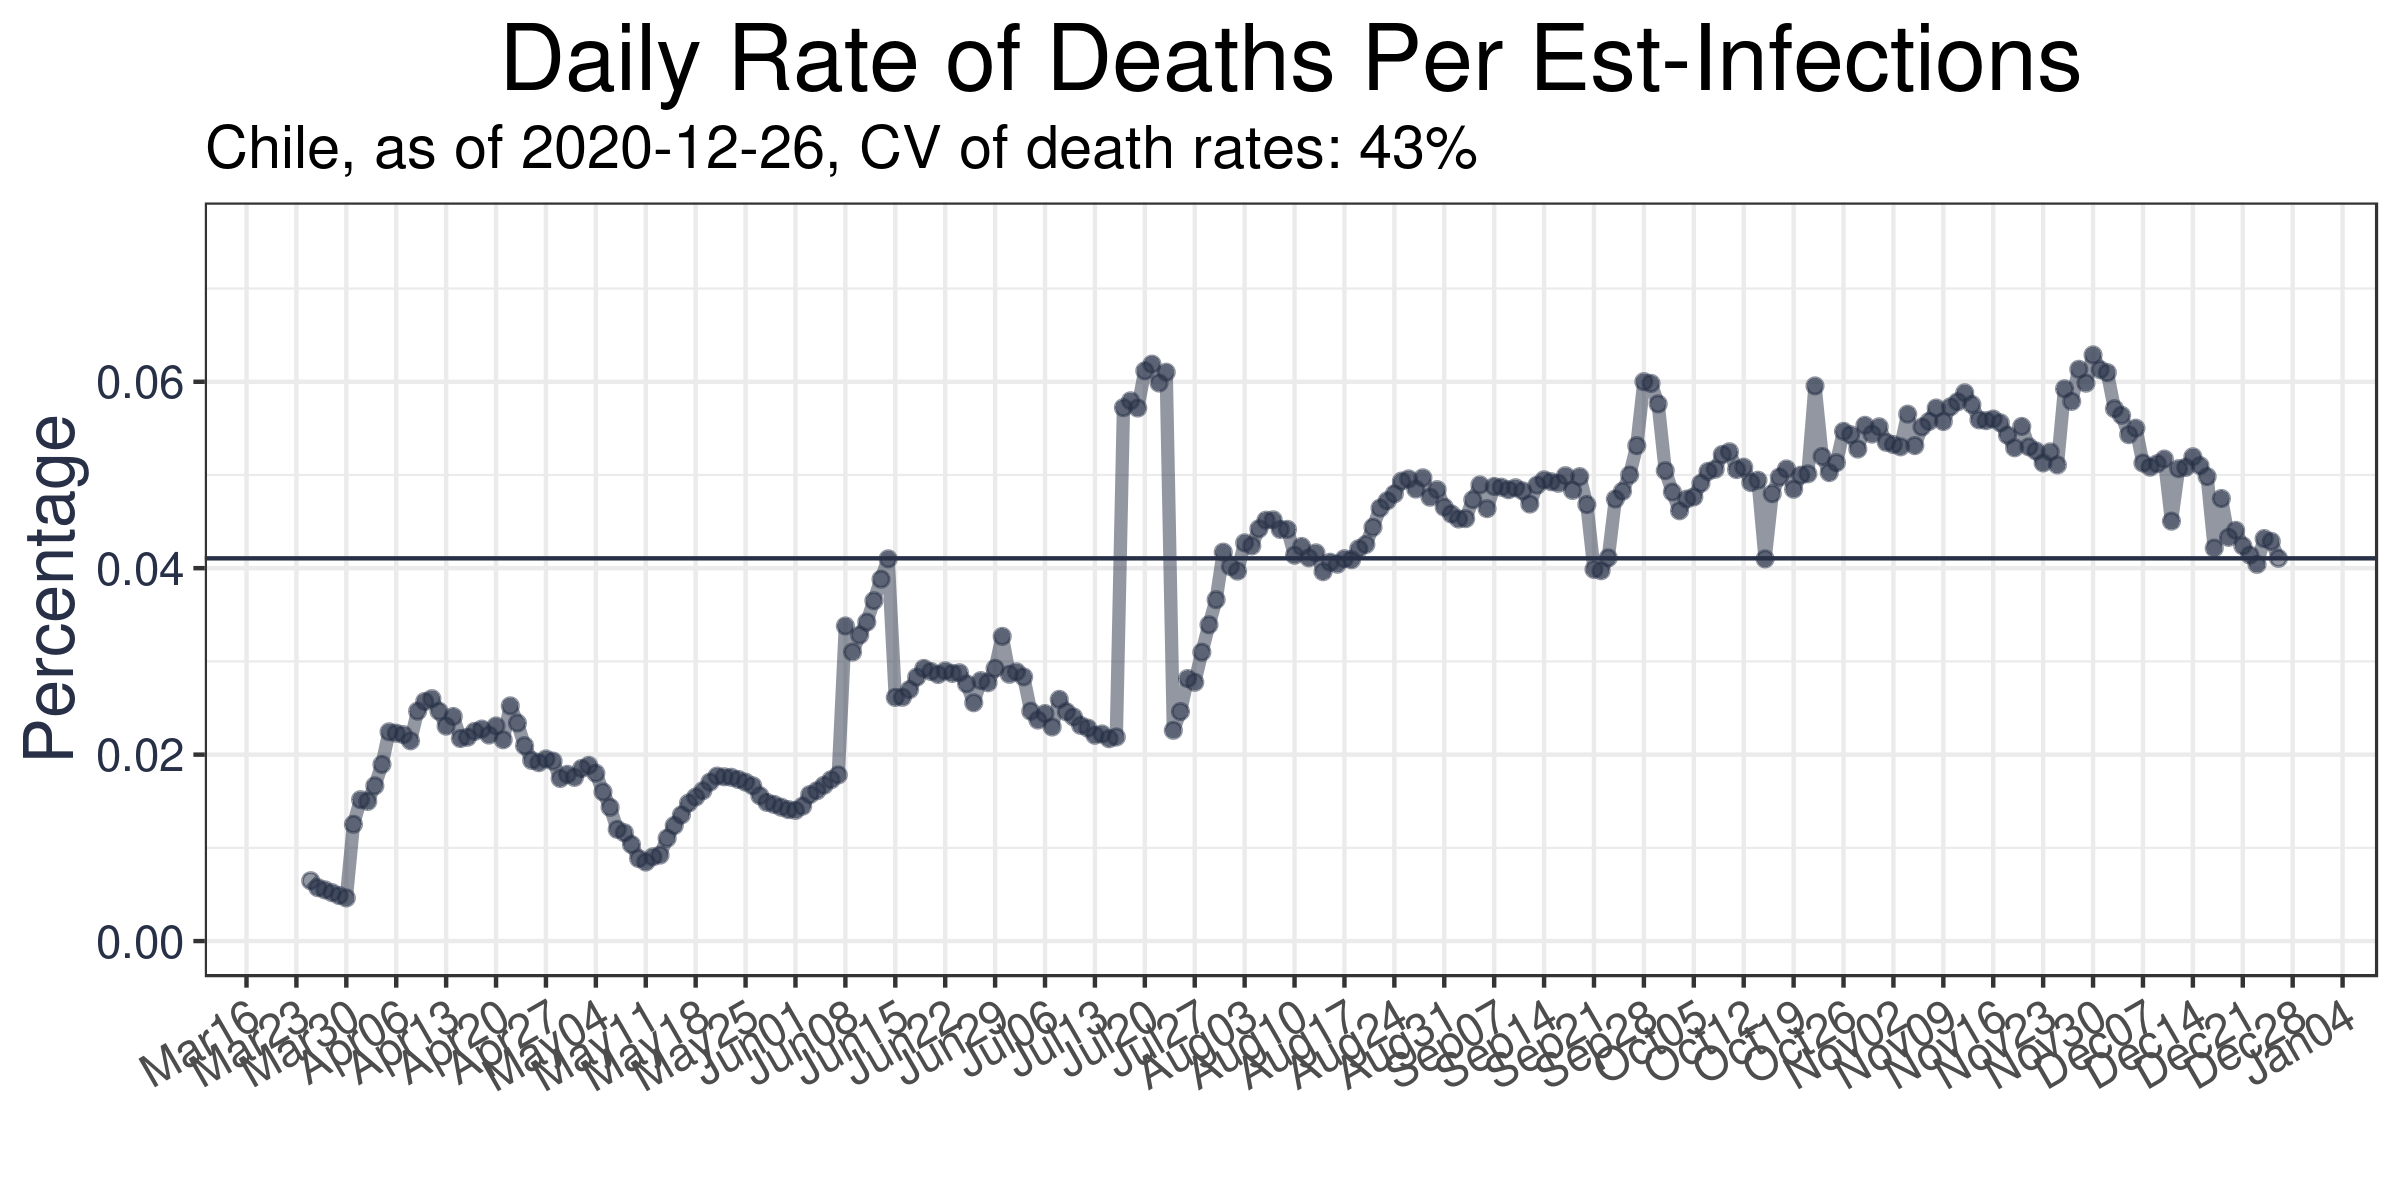 Daily Rate of Deaths Per Est-Infections
Chile, as of 2020-12-26, CV of death rates: 43%
Percentage
0.06
0.04
0.02
0.00
Mar16
Mar23
Mar30
Apr06
Apr13
Apr20
Apr27
May04
May11
May18
May25
Jun01
Jun08
Jun15
Jun22
Jun29
Jul06
Jul13
Jul20
Jul27
Aug03
Aug10
Aug17
Aug24
Aug31
Sep07
Sep14
Sep21
Sep28
Oct05
Oct12
Oct19
Oct26
Nov02
Nov09
Nov16
Nov23
Nov30
Dec07
Dec14
Dec21
Dec28
Jan04